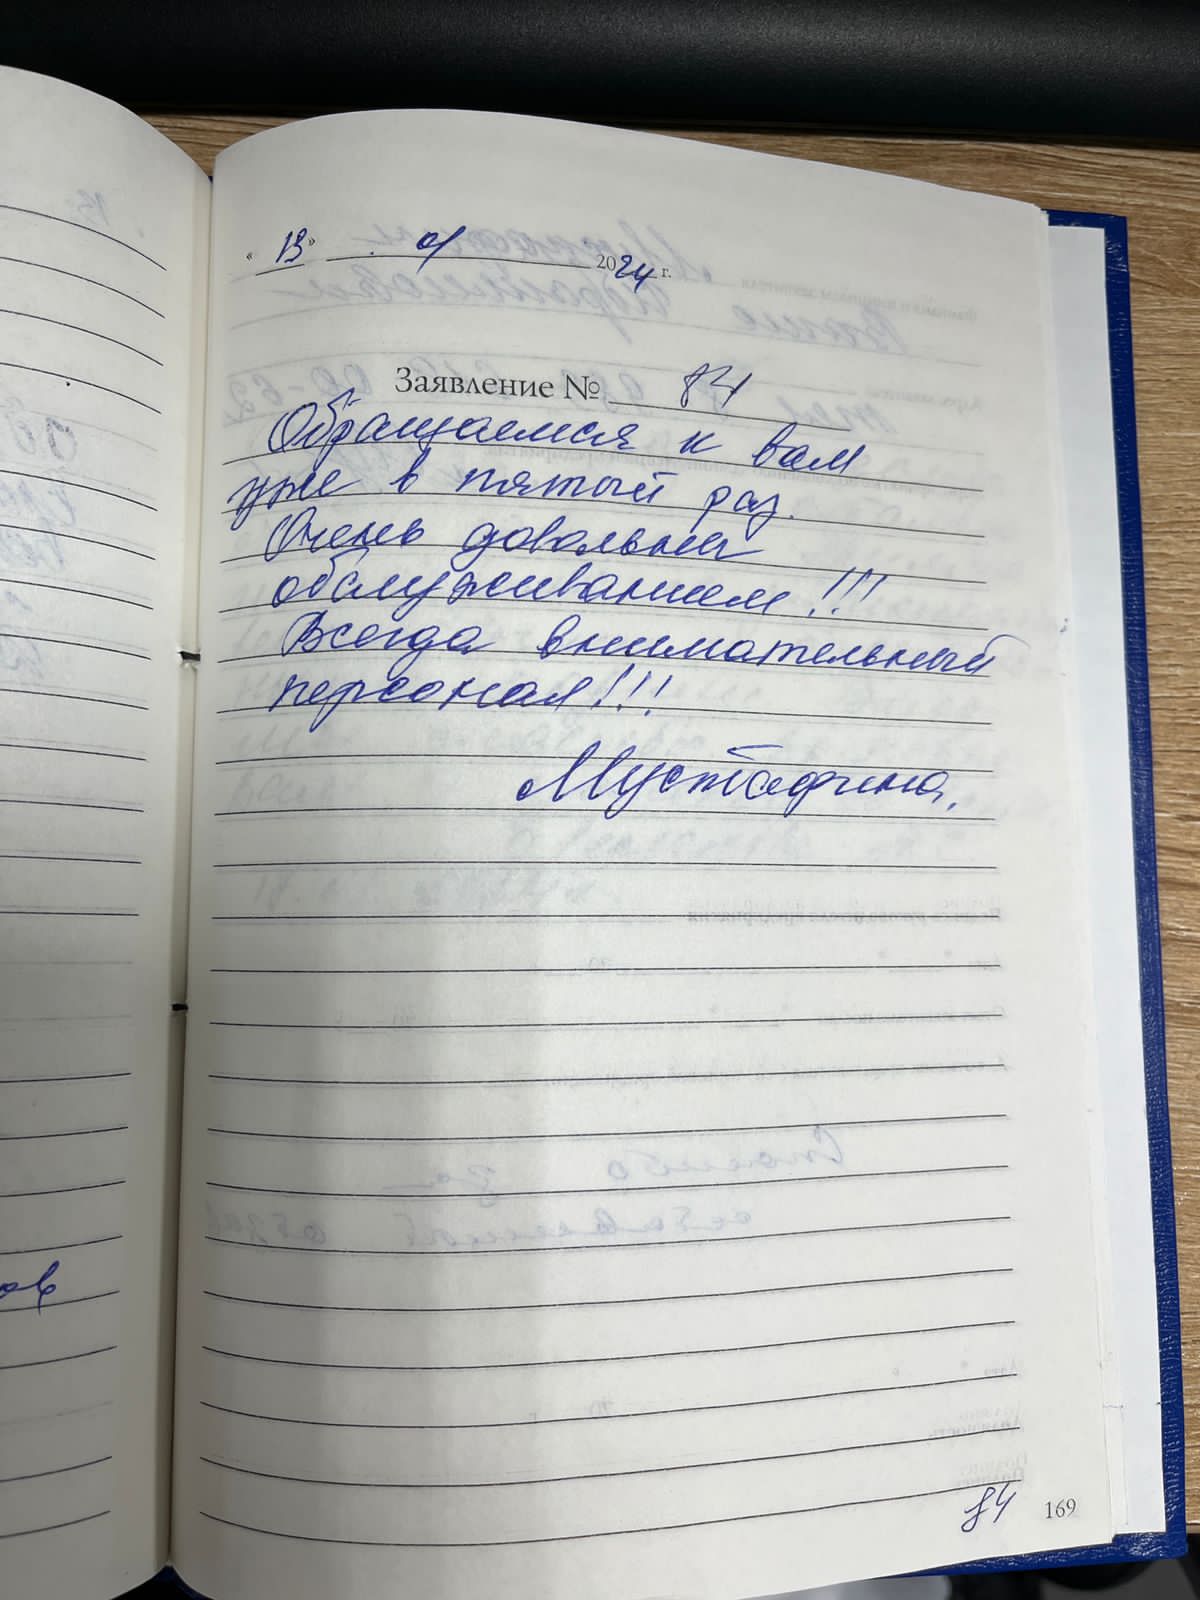 « 13 » 01 2024 г.
Заявление № 84
Обращаемся к вам
уже в пятый раз.
Очень довольны
обслуживанием!!!
Всегда внимательный
персонал!!!
Мустафина.
84 169